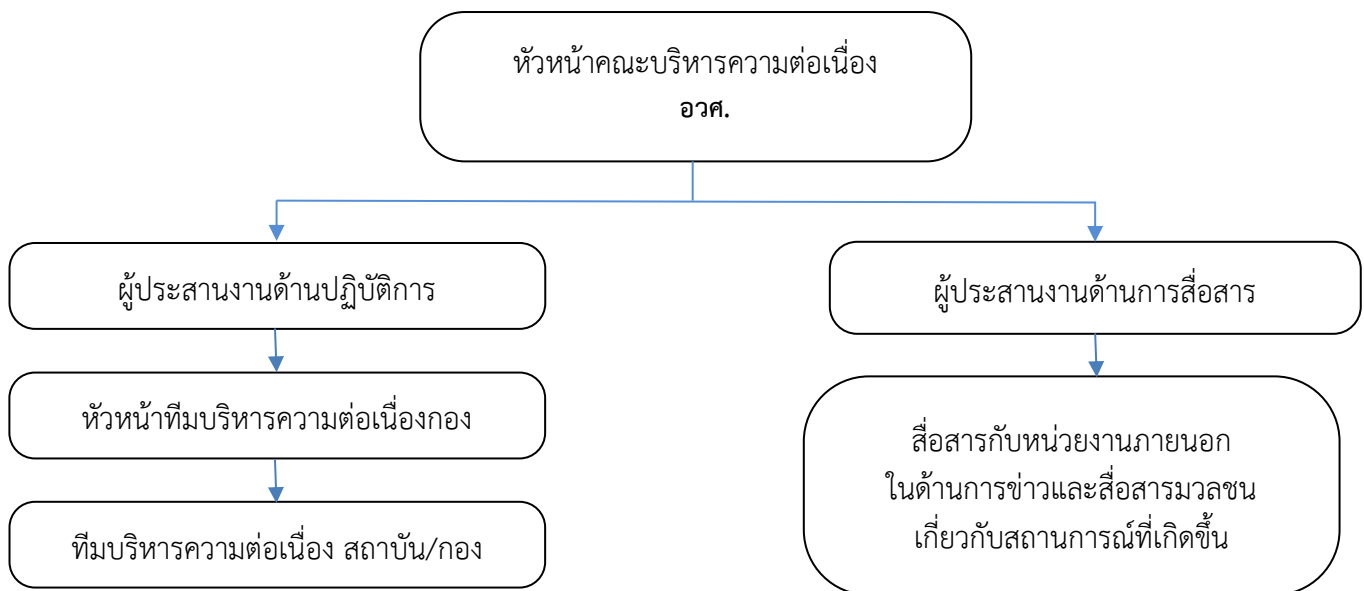 หัวหน้าคณะบริหารความต่อเนื่อง
อวศ.
ผู้ประสานงานด้านปฏิบัติการ
ผู้ประสานงานด้านการสื่อสาร
หัวหน้าทีมบริหารความต่อเนื่องกอง
ทีมบริหารความต่อเนื่อง สถาบัน/กอง
สื่อสารกับหน่วยงานภายนอก
ในด้านการข่าวและสื่อสารมวลชน
เกี่ยวกับสถานการณ์ที่เกิดขึ้น